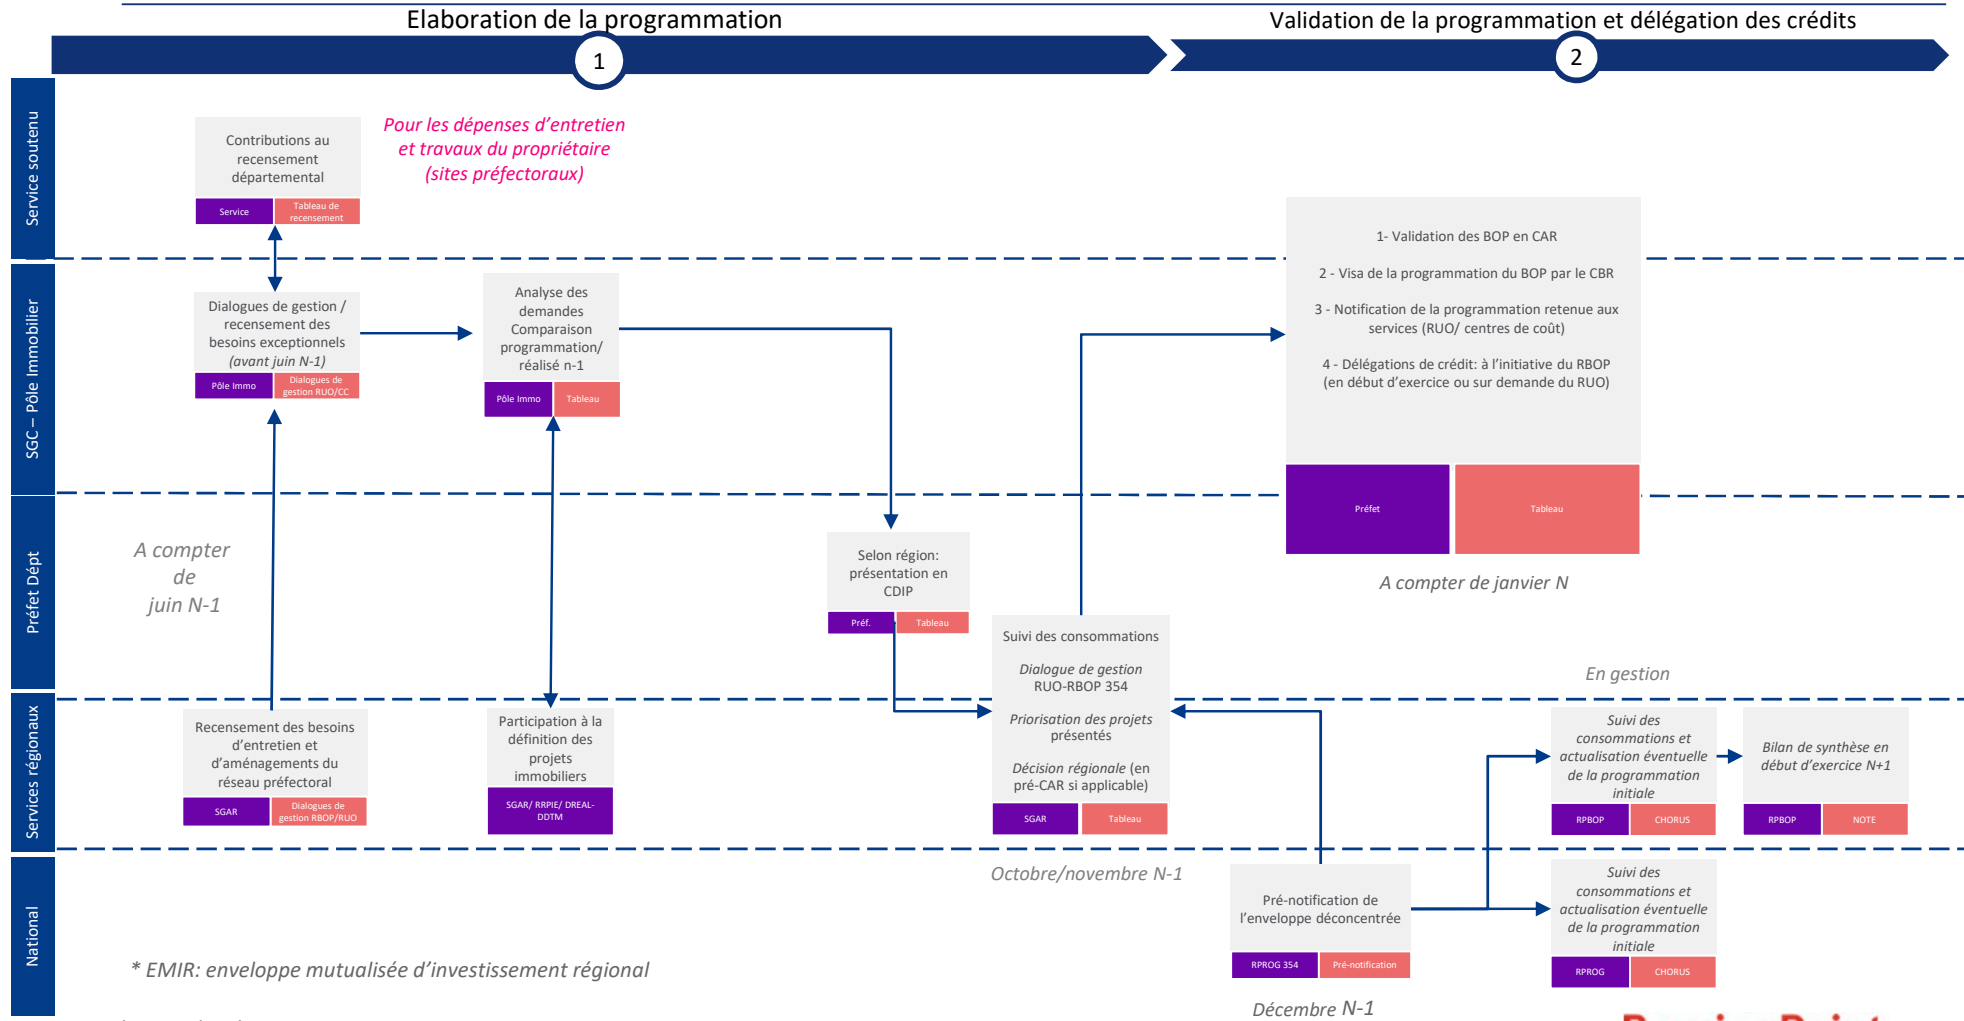 Elaboration de la programmation
Validation de la programmation et délégation des crédits
1
2
Service soutenu
Contributions au
recensement
départemental
Service
Tableau de
recensement
Pour les dépenses d'entretien
et travaux du propriétaire
(sites préfectoraux)
SGC – Pôle Immobilier
Dialogues de gestion /
recensement des
besoins exceptionnels
(avant juin N-1)
Pôle Immo
Dialogues de
gestion RUO/CC
Analyse des
demandes
Comparaison
programmation/
réalisé n-1
Pôle Immo
Tableau
1- Validation des BOP en CAR
2 - Visa de la programmation du BOP par le CBR
3 - Notification de la programmation retenue aux
services (RUO/ centres de coût)
4 - Délégations de crédit: à l'initiative du RBOP
(en début d'exercice ou sur demande du RUO)
Préfet
Tableau
A compter de janvier N
Préfet Dépt
A compter
de
juin N-1
Selon région:
présentation en
CDIP
Préf.
Tableau
Suivi des consommations
Dialogue de gestion
RUO-RBOP 354
Priorisation des projets
présentés
Décision régionale (en
pré-CAR si applicable)
SGAR
Tableau
Octobre/novembre N-1
En gestion
Services régionaux
Recensement des besoins
d'entretien et
d'aménagements du
réseau préfectoral
SGAR
Dialogues de
gestion RBOP/RUO
Participation à la
définition des
projets
immobiliers
SGAR/ RRPIE/ DREAL-
DDTM
Suivi des
consommations et
actualisation éventuelle
de la programmation
initiale
RPBOP
CHORUS
Bilan de synthèse en
début d'exercice N+1
RPBOP
NOTE
National
Pré-notification de
l'enveloppe déconcentrée
RPROG 354
Pré-notification
Décembre N-1
Suivi des
consommations et
actualisation éventuelle
de la programmation
initiale
RPROG
CHORUS
* EMIR: enveloppe mutualisée d'investissement régional